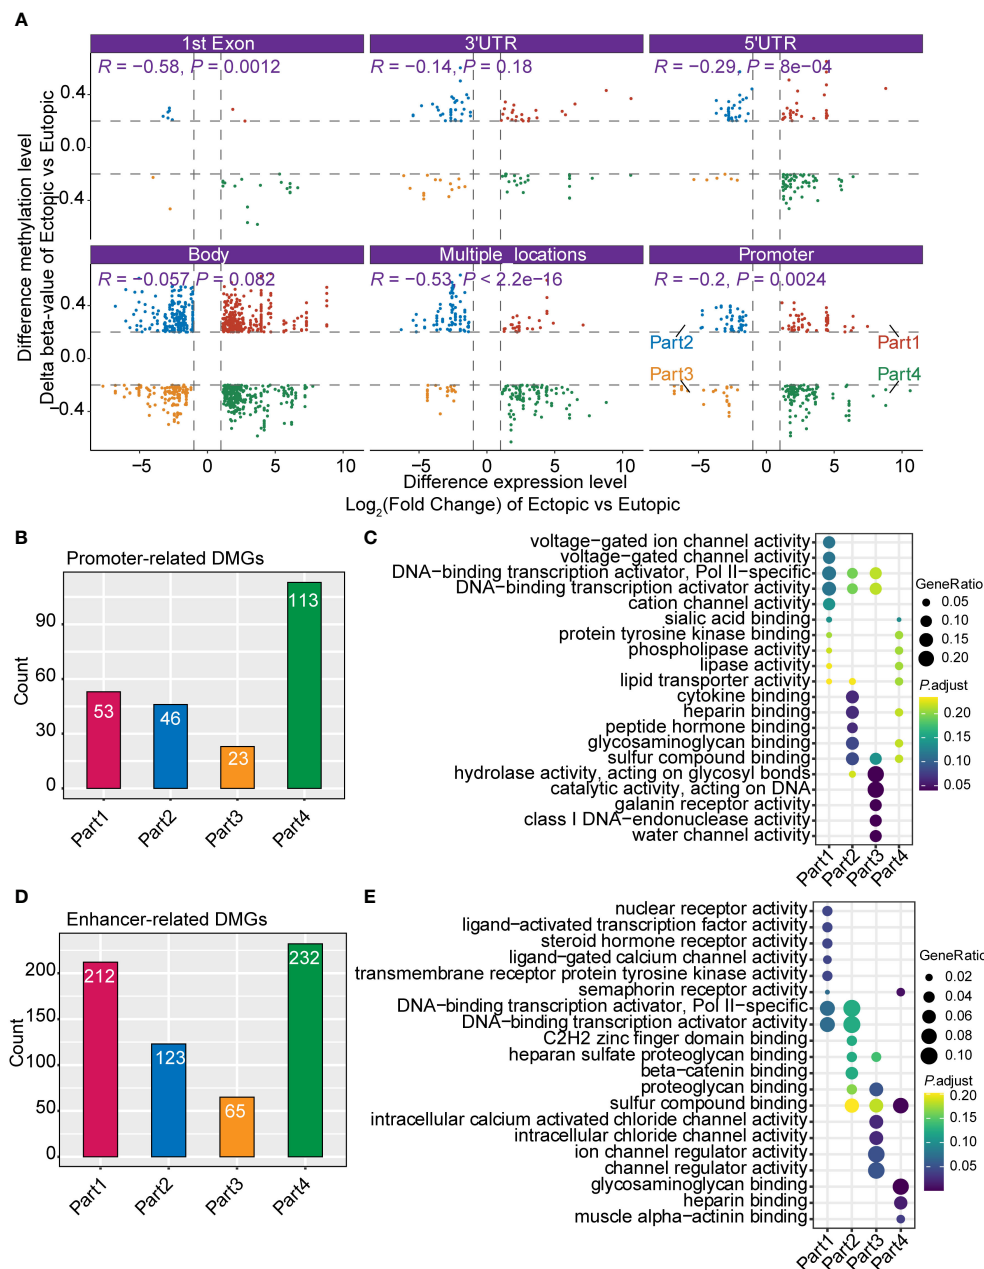 A
1st Exon
3'UTR
5'UTR
R = −0.58, P = 0.0012
R = −0.14, P = 0.18
R = −0.29, P = 8e−04
0.4
0.0
−0.4
Body
Multiple_locations
Promoter
R = −0.057, P = 0.082
R = −0.53, P < 2.2e−16
R = −0.2, P = 0.0024
0.4
0.0
−0.4
Part2
Part1
Part3
Part4
Difference methylation level
Delta beta-value of Ectopic vs Eutopic
−5 0 5 10
−5 0 5 10
−5 0 5 10
Difference expression level
Log2(Fold Change) of Ectopic vs Eutopic
B
Promoter-related DMGs
Count
90
60
30
0
53
46
23
113
Part1
Part2
Part3
Part4
C
voltage−gated ion channel activity
voltage−gated channel activity
DNA−binding transcription activator, Pol II−specific
DNA−binding transcription activator activity
cation channel activity
sialic acid binding
protein tyrosine kinase binding
phospholipase activity
lipase activity
lipid transporter activity
cytokine binding
heparin binding
peptide hormone binding
glycosaminoglycan binding
sulfur compound binding
hydrolase activity, acting on glycosyl bonds
catalytic activity, acting on DNA
galanin receptor activity
class I DNA−endonuclease activity
water channel activity
Part1
Part2
Part3
Part4
GeneRatio
0.05
0.10
0.15
0.20
P.adjust
0.20
0.15
0.10
0.05
D
Enhancer-related DMGs
Count
200
150
100
50
0
212
123
65
232
Part1
Part2
Part3
Part4
E
nuclear receptor activity
ligand−activated transcription factor activity
steroid hormone receptor activity
ligand−gated calcium channel activity
transmembrane receptor protein tyrosine kinase activity
semaphorin receptor activity
DNA−binding transcription activator, Pol II−specific
DNA−binding transcription activator activity
C2H2 zinc finger domain binding
heparan sulfate proteoglycan binding
beta−catenin binding
proteoglycan binding
sulfur compound binding
intracellular calcium activated chloride channel activity
intracellular chloride channel activity
ion channel regulator activity
channel regulator activity
glycosaminoglycan binding
heparin binding
muscle alpha−actinin binding
Part1
Part2
Part3
Part4
GeneRatio
0.02
0.04
0.06
0.08
0.10
P.adjust
0.20
0.15
0.10
0.05